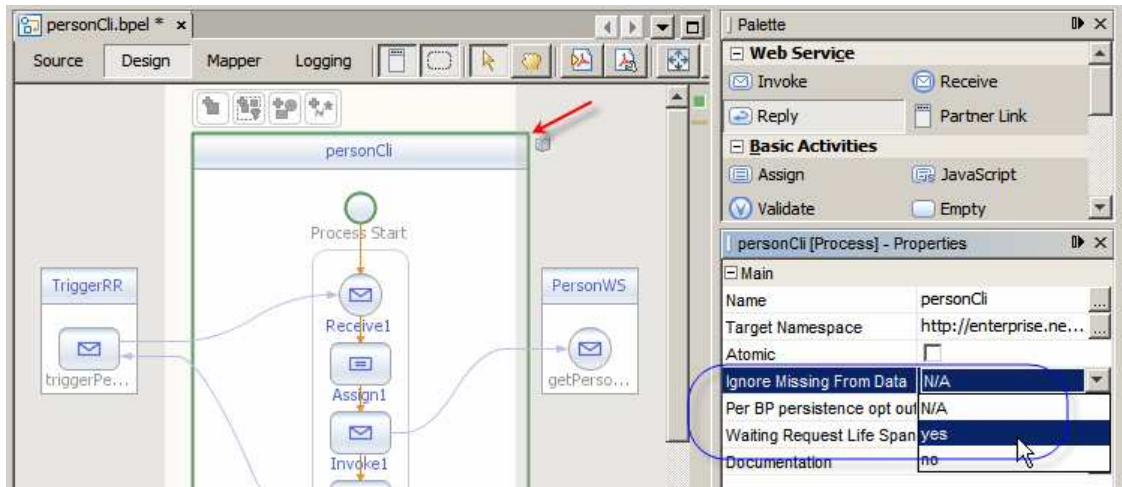 personCli.bpel *
Source Design Mapper Logging
personCli
Process Start
Receive1
Assign1
Invoke1
TriggerRR
triggerPe...
PersonWS
getPerso...
Palette
Web Service
Invoke Receive
Reply Partner Link
Basic Activities
Assign JavaScript
Validate Empty
personCli [Process] - Properties
Main
Name personCli ...
Target Namespace http://enterprise.ne... ...
Atomic
Ignore Missing From Data N/A
Per BP persistence opt out N/A
Waiting Request Life Span yes
Documentation no